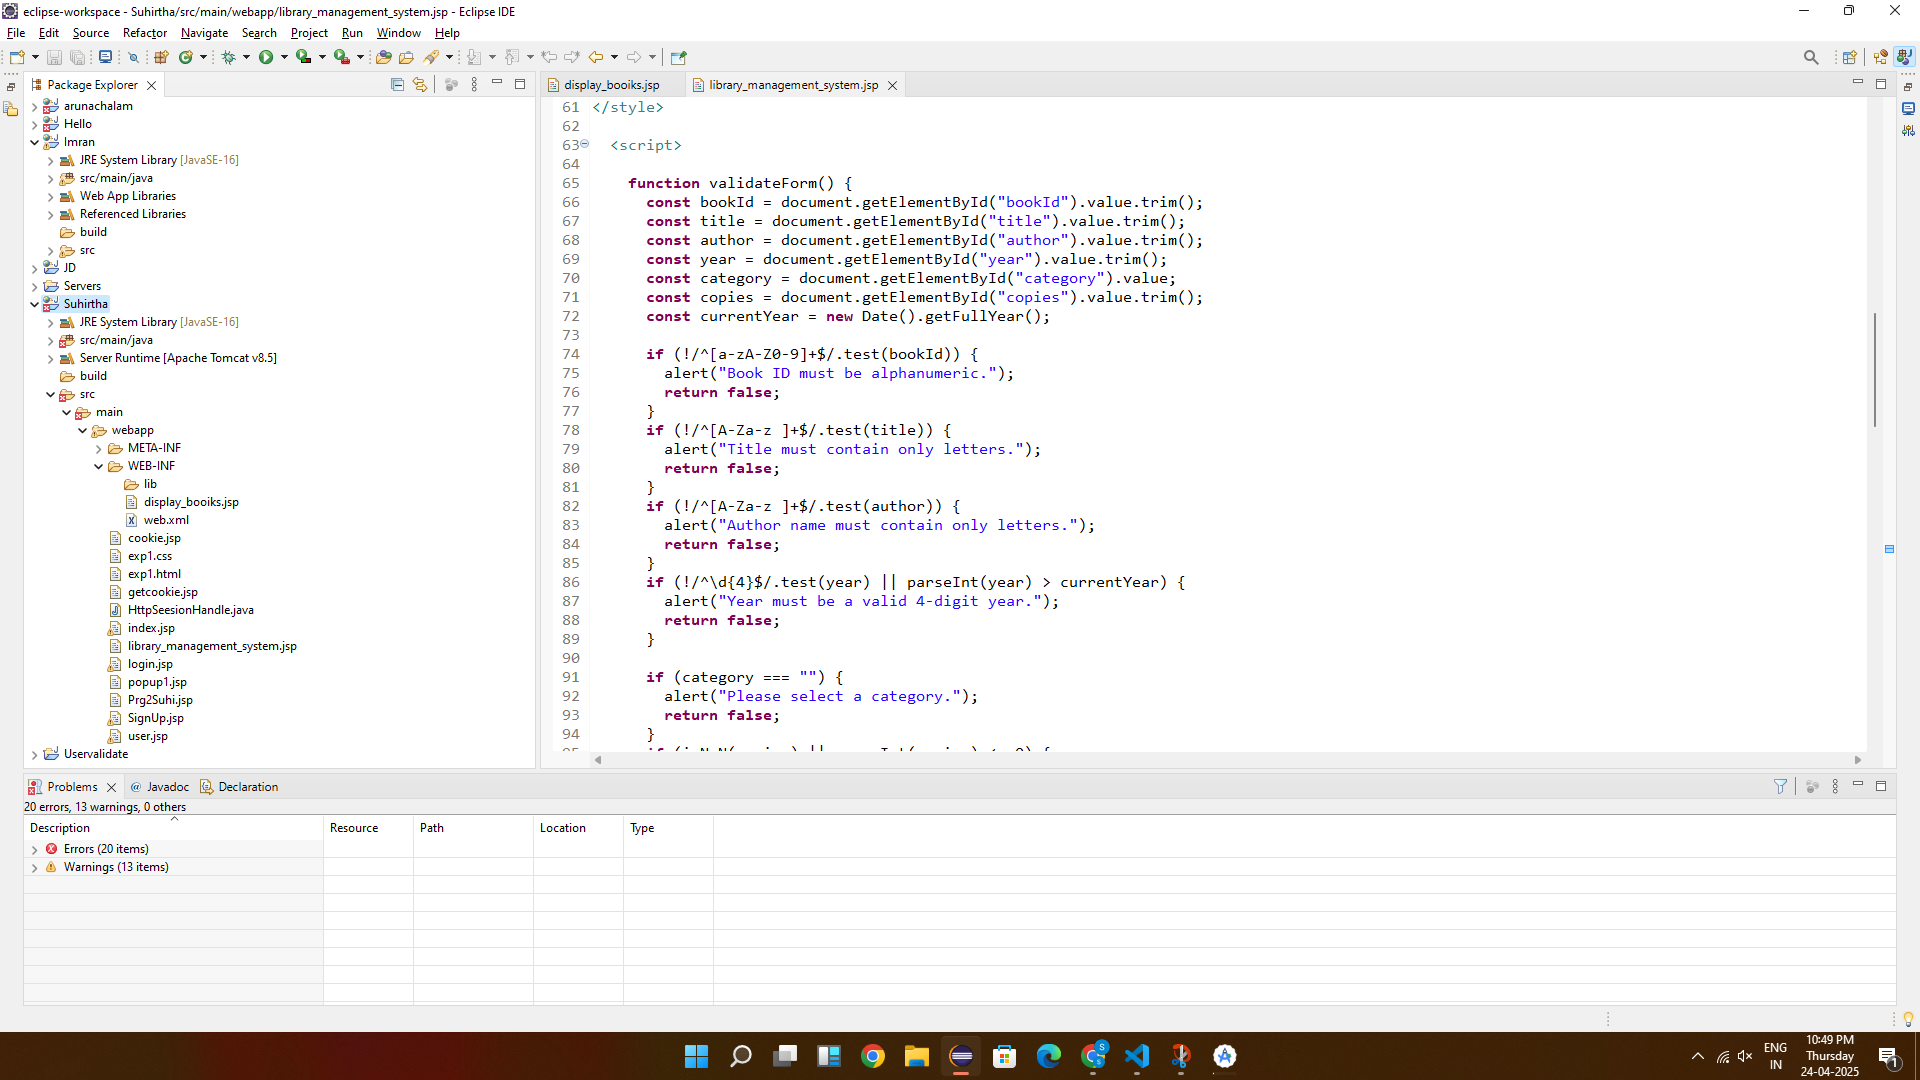 eclipse-workspace - Suhirtha/src/main/webapp/library_management_system.jsp - Eclipse IDE
File Edit Source Refactor Navigate Search Project Run Window Help
Package Explorer
arunachalam
Hello
Imran
JRE System Library [JavaSE-16]
src/main/java
Web App Libraries
Referenced Libraries
build
src
JD
Servers
Suhirtha
JRE System Library [JavaSE-16]
src/main/java
Server Runtime [Apache Tomcat v8.5]
build
src
main
webapp
META-INF
WEB-INF
lib
display_booiks.jsp
web.xml
cookie.jsp
exp1.css
exp1.html
getcookie.jsp
HttpSeesionHandle.java
index.jsp
library_management_system.jsp
login.jsp
popup1.jsp
Prg2Suhi.jsp
SignUp.jsp
user.jsp
Uservalidate
display_booiks.jsp library_management_system.jsp
61 </style>
62
63 <script>
64
65 function validateForm() {
66 const bookId = document.getElementById("bookId").value.trim();
67 const title = document.getElementById("title").value.trim();
68 const author = document.getElementById("author").value.trim();
69 const year = document.getElementById("year").value.trim();
70 const category = document.getElementById("category").value;
71 const copies = document.getElementById("copies").value.trim();
72 const currentYear = new Date().getFullYear();
73
74 if (!/^[a-zA-Z0-9]+$/.test(bookId)) {
75 alert("Book ID must be alphanumeric.");
76 return false;
77 }
78 if (!/^[A-Za-z ]+$/.test(title)) {
79 alert("Title must contain only letters.");
80 return false;
81 }
82 if (!/^[A-Za-z ]+$/.test(author)) {
83 alert("Author name must contain only letters.");
84 return false;
85 }
86 if (!/^\d{4}$/.test(year) || parseInt(year) > currentYear) {
87 alert("Year must be a valid 4-digit year.");
88 return false;
89 }
90
91 if (category === "") {
92 alert("Please select a category.");
93 return false;
94 }
Problems Javadoc Declaration
20 errors, 13 warnings, 0 others
Description Resource Path Location Type
Errors (20 items)
Warnings (13 items)
ENG
IN
10:49 PM
Thursday
24-04-2025
1